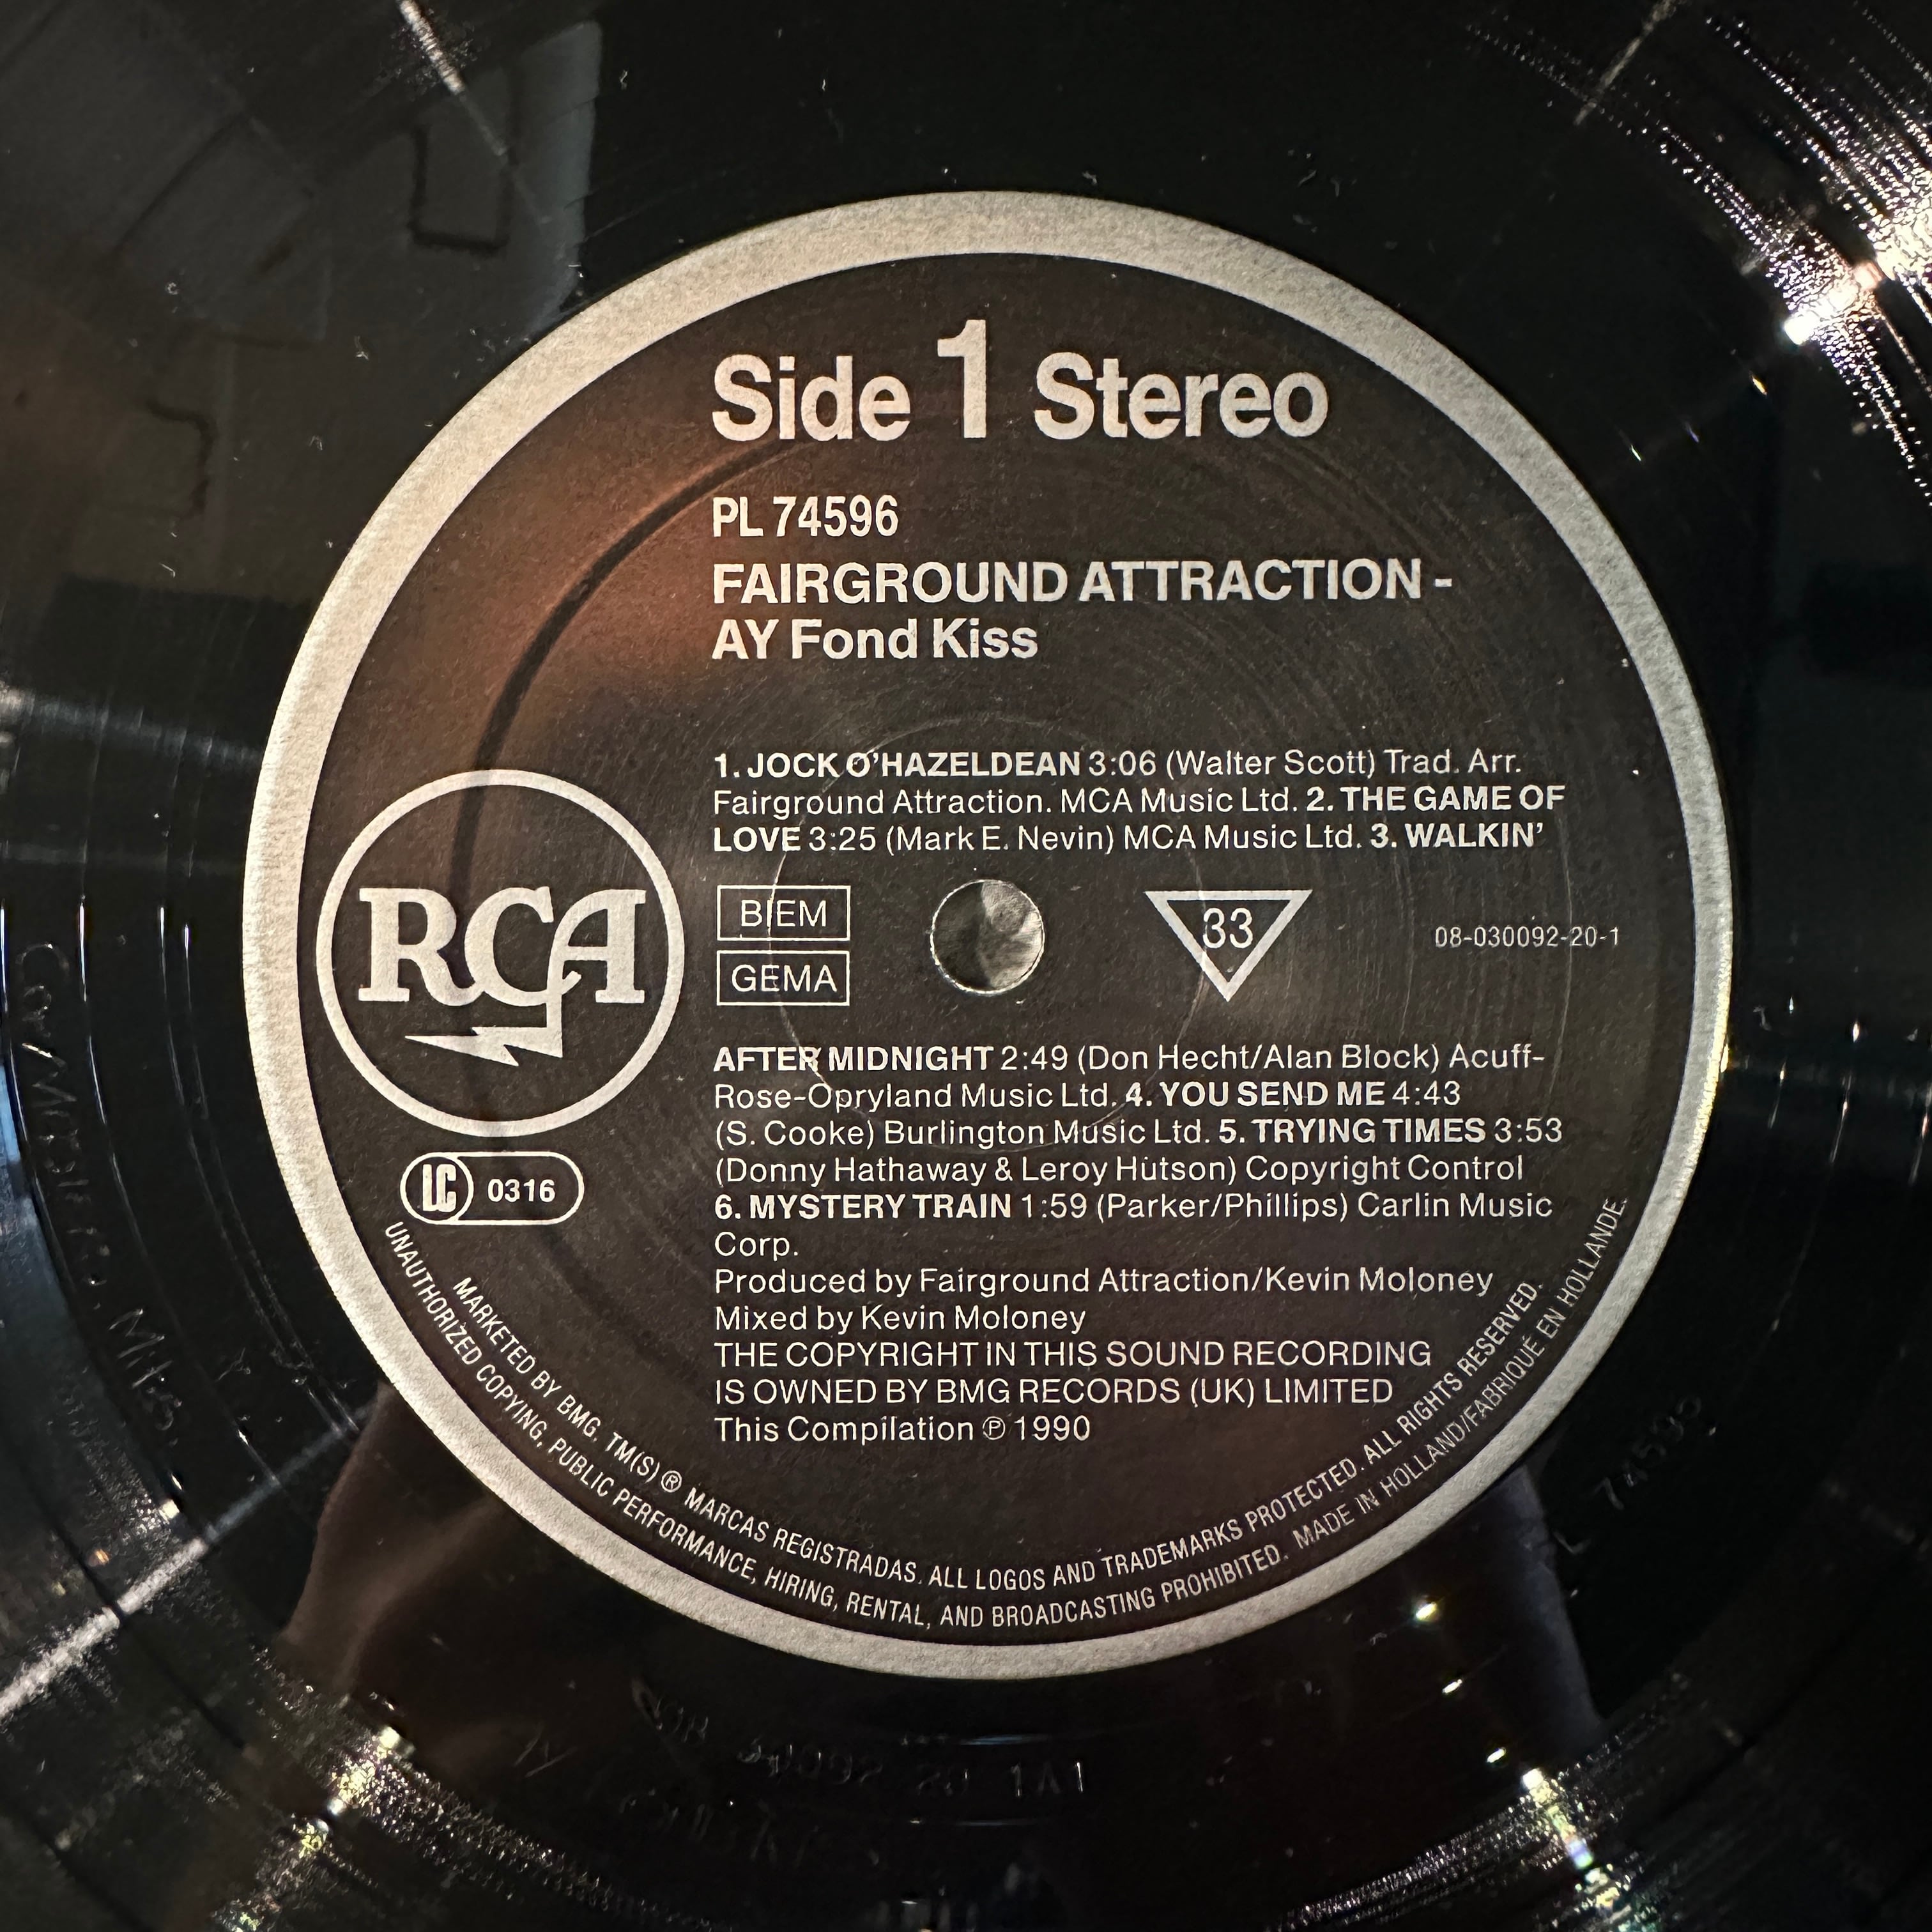 Side 1 Stereo
PL 74596
FAIRGROUND ATTRACTION -
AY Fond Kiss
1. JOCK O'HAZELDEAN 3:06 (Walter Scott) Trad. Arr.
Fairground Attraction. MCA Music Ltd. 2. THE GAME OF
LOVE 3:25 (Mark E. Nevin) MCA Music Ltd. 3. WALKIN'
RCA
BIEM
GEMA
33
08-030092-20-1
AFTER MIDNIGHT 2:49 (Don Hecht/Alan Block) Acuff-
Rose-Opryland Music Ltd. 4. YOU SEND ME 4:43
(S. Cooke) Burlington Music Ltd. 5. TRYING TIMES 3:53
(Donny Hathaway & Leroy Hutson) Copyright Control
6. MYSTERY TRAIN 1:59 (Parker/Phillips) Carlin Music
Corp.
LC 0316
Produced by Fairground Attraction/Kevin Moloney
Mixed by Kevin Moloney
THE COPYRIGHT IN THIS SOUND RECORDING
IS OWNED BY BMG RECORDS (UK) LIMITED
This Compilation ℗ 1990
MARKETED BY BMG. TM(S) ® MARCAS REGISTRADAS. ALL LOGOS AND TRADEMARKS PROTECTED. ALL RIGHTS RESERVED.
UNAUTHORIZED COPYING, PUBLIC PERFORMANCE, HIRING, RENTAL, AND BROADCASTING PROHIBITED. MADE IN HOLLAND/FABRIQUÉ EN HOLLANDE.